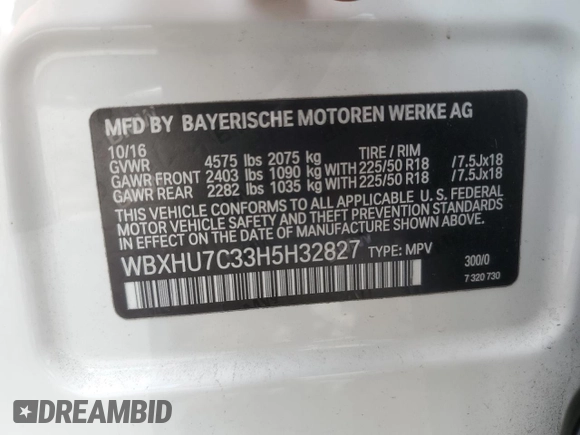 MFD BY BAYERISCHE MOTOREN WERKE AG
10/16 TIRE / RIM
GVWR 4575 lbs 2075 kg
GAWR FRONT 2403 lbs 1090 kg WITH 225/50 R18 /7.5Jx18
GAWR REAR 2282 lbs 1035 kg WITH 225/50 R18 /7.5Jx18
THIS VEHICLE CONFORMS TO ALL APPLICABLE U. S. FEDERAL
MOTOR VEHICLE SAFETY AND THEFT PREVENTION STANDARDS
IN EFFECT ON THE DATE OF MANUFACTURE SHOWN ABOVE.
WBXHU7C33H5H32827 TYPE: MPV
300/0
7 320 730
DREAMBID